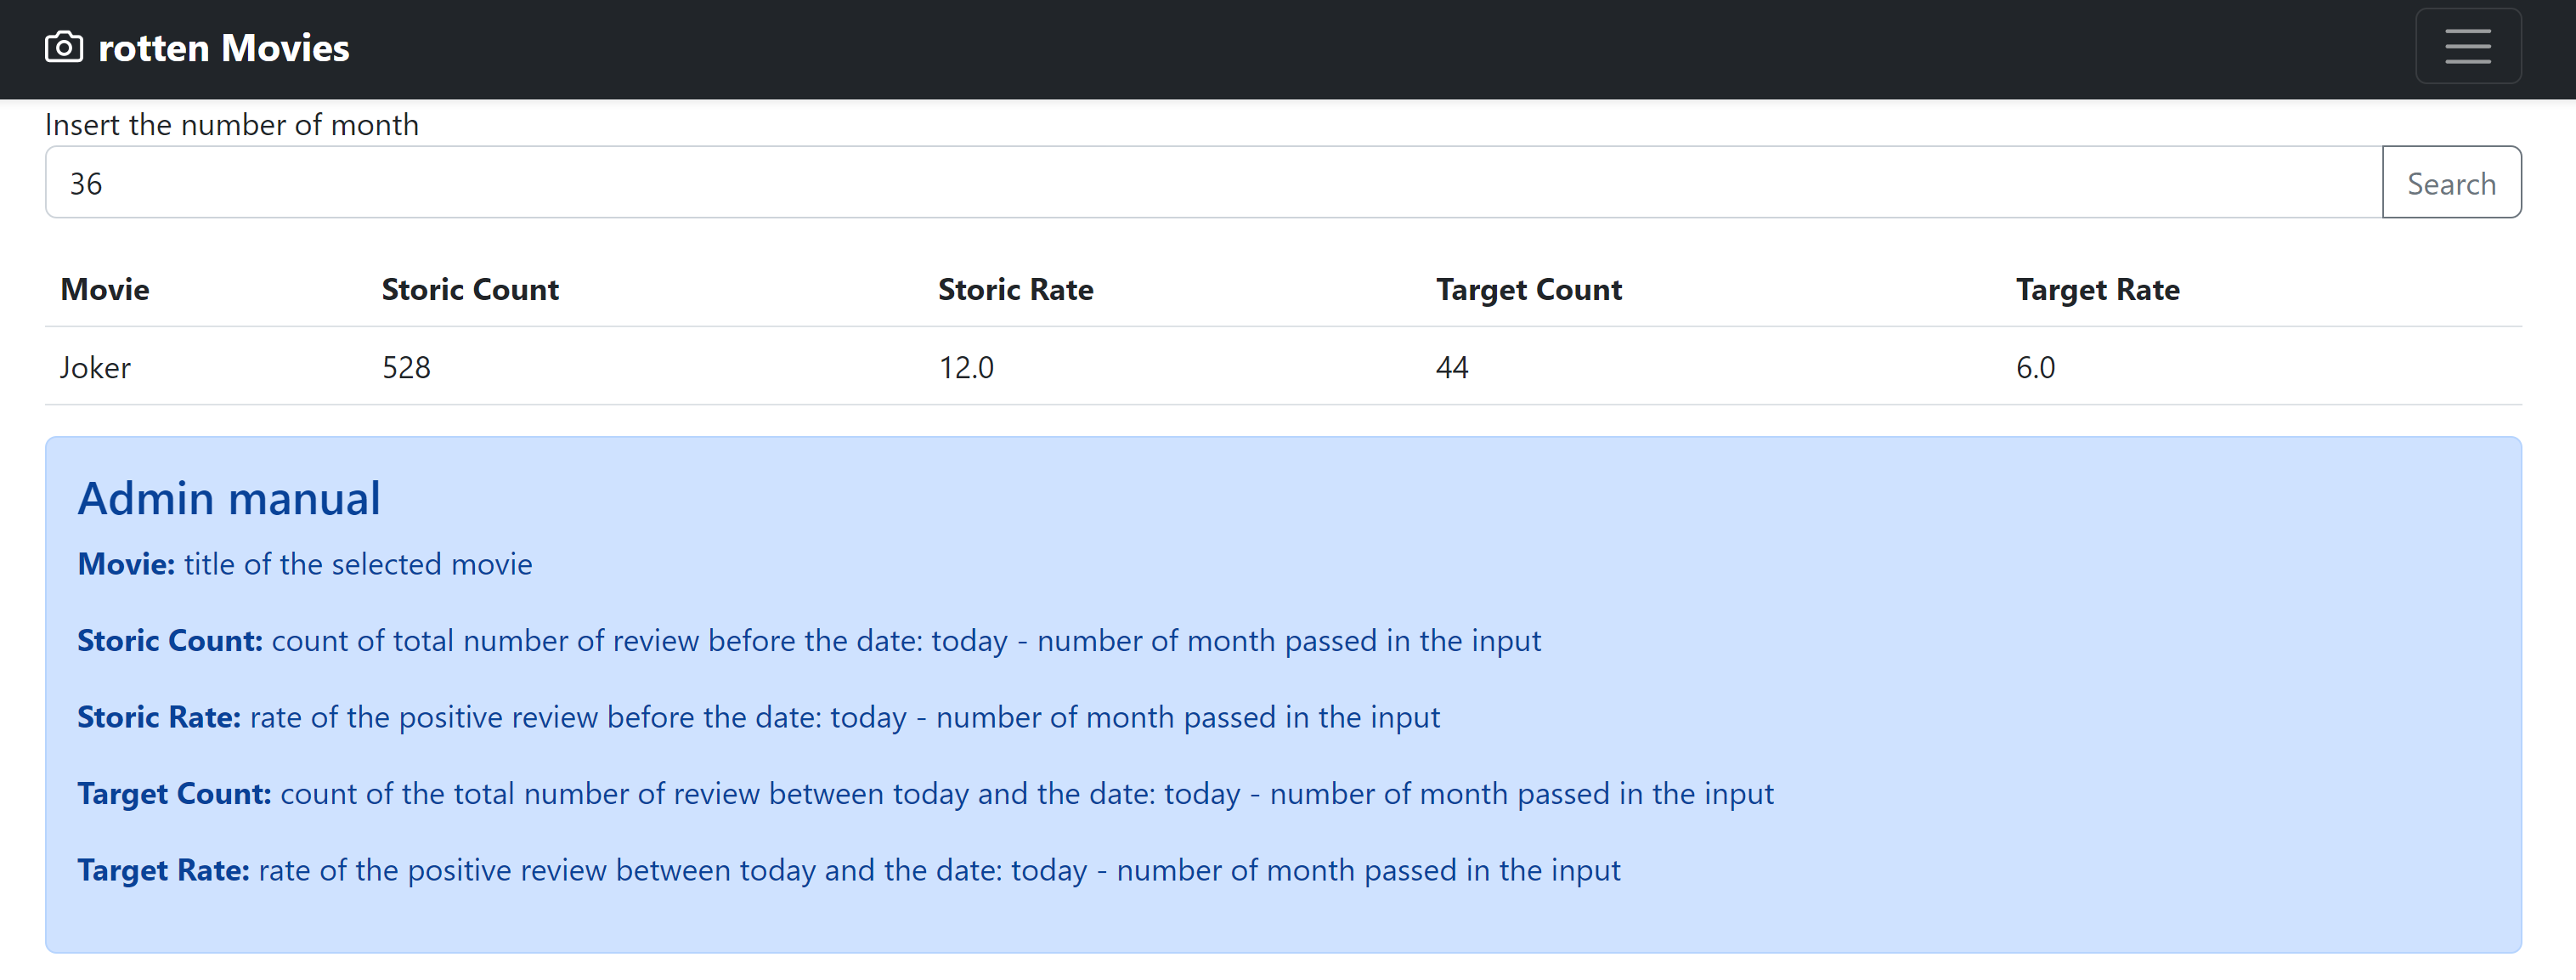 rotten Movies
Insert the number of month
36 Search
Movie Storic Count Storic Rate Target Count Target Rate
Joker 528 12.0 44 6.0
Admin manual
Movie: title of the selected movie
Storic Count: count of total number of review before the date: today - number of month passed in the input
Storic Rate: rate of the positive review before the date: today - number of month passed in the input
Target Count: count of the total number of review between today and the date: today - number of month passed in the input
Target Rate: rate of the positive review between today and the date: today - number of month passed in the input